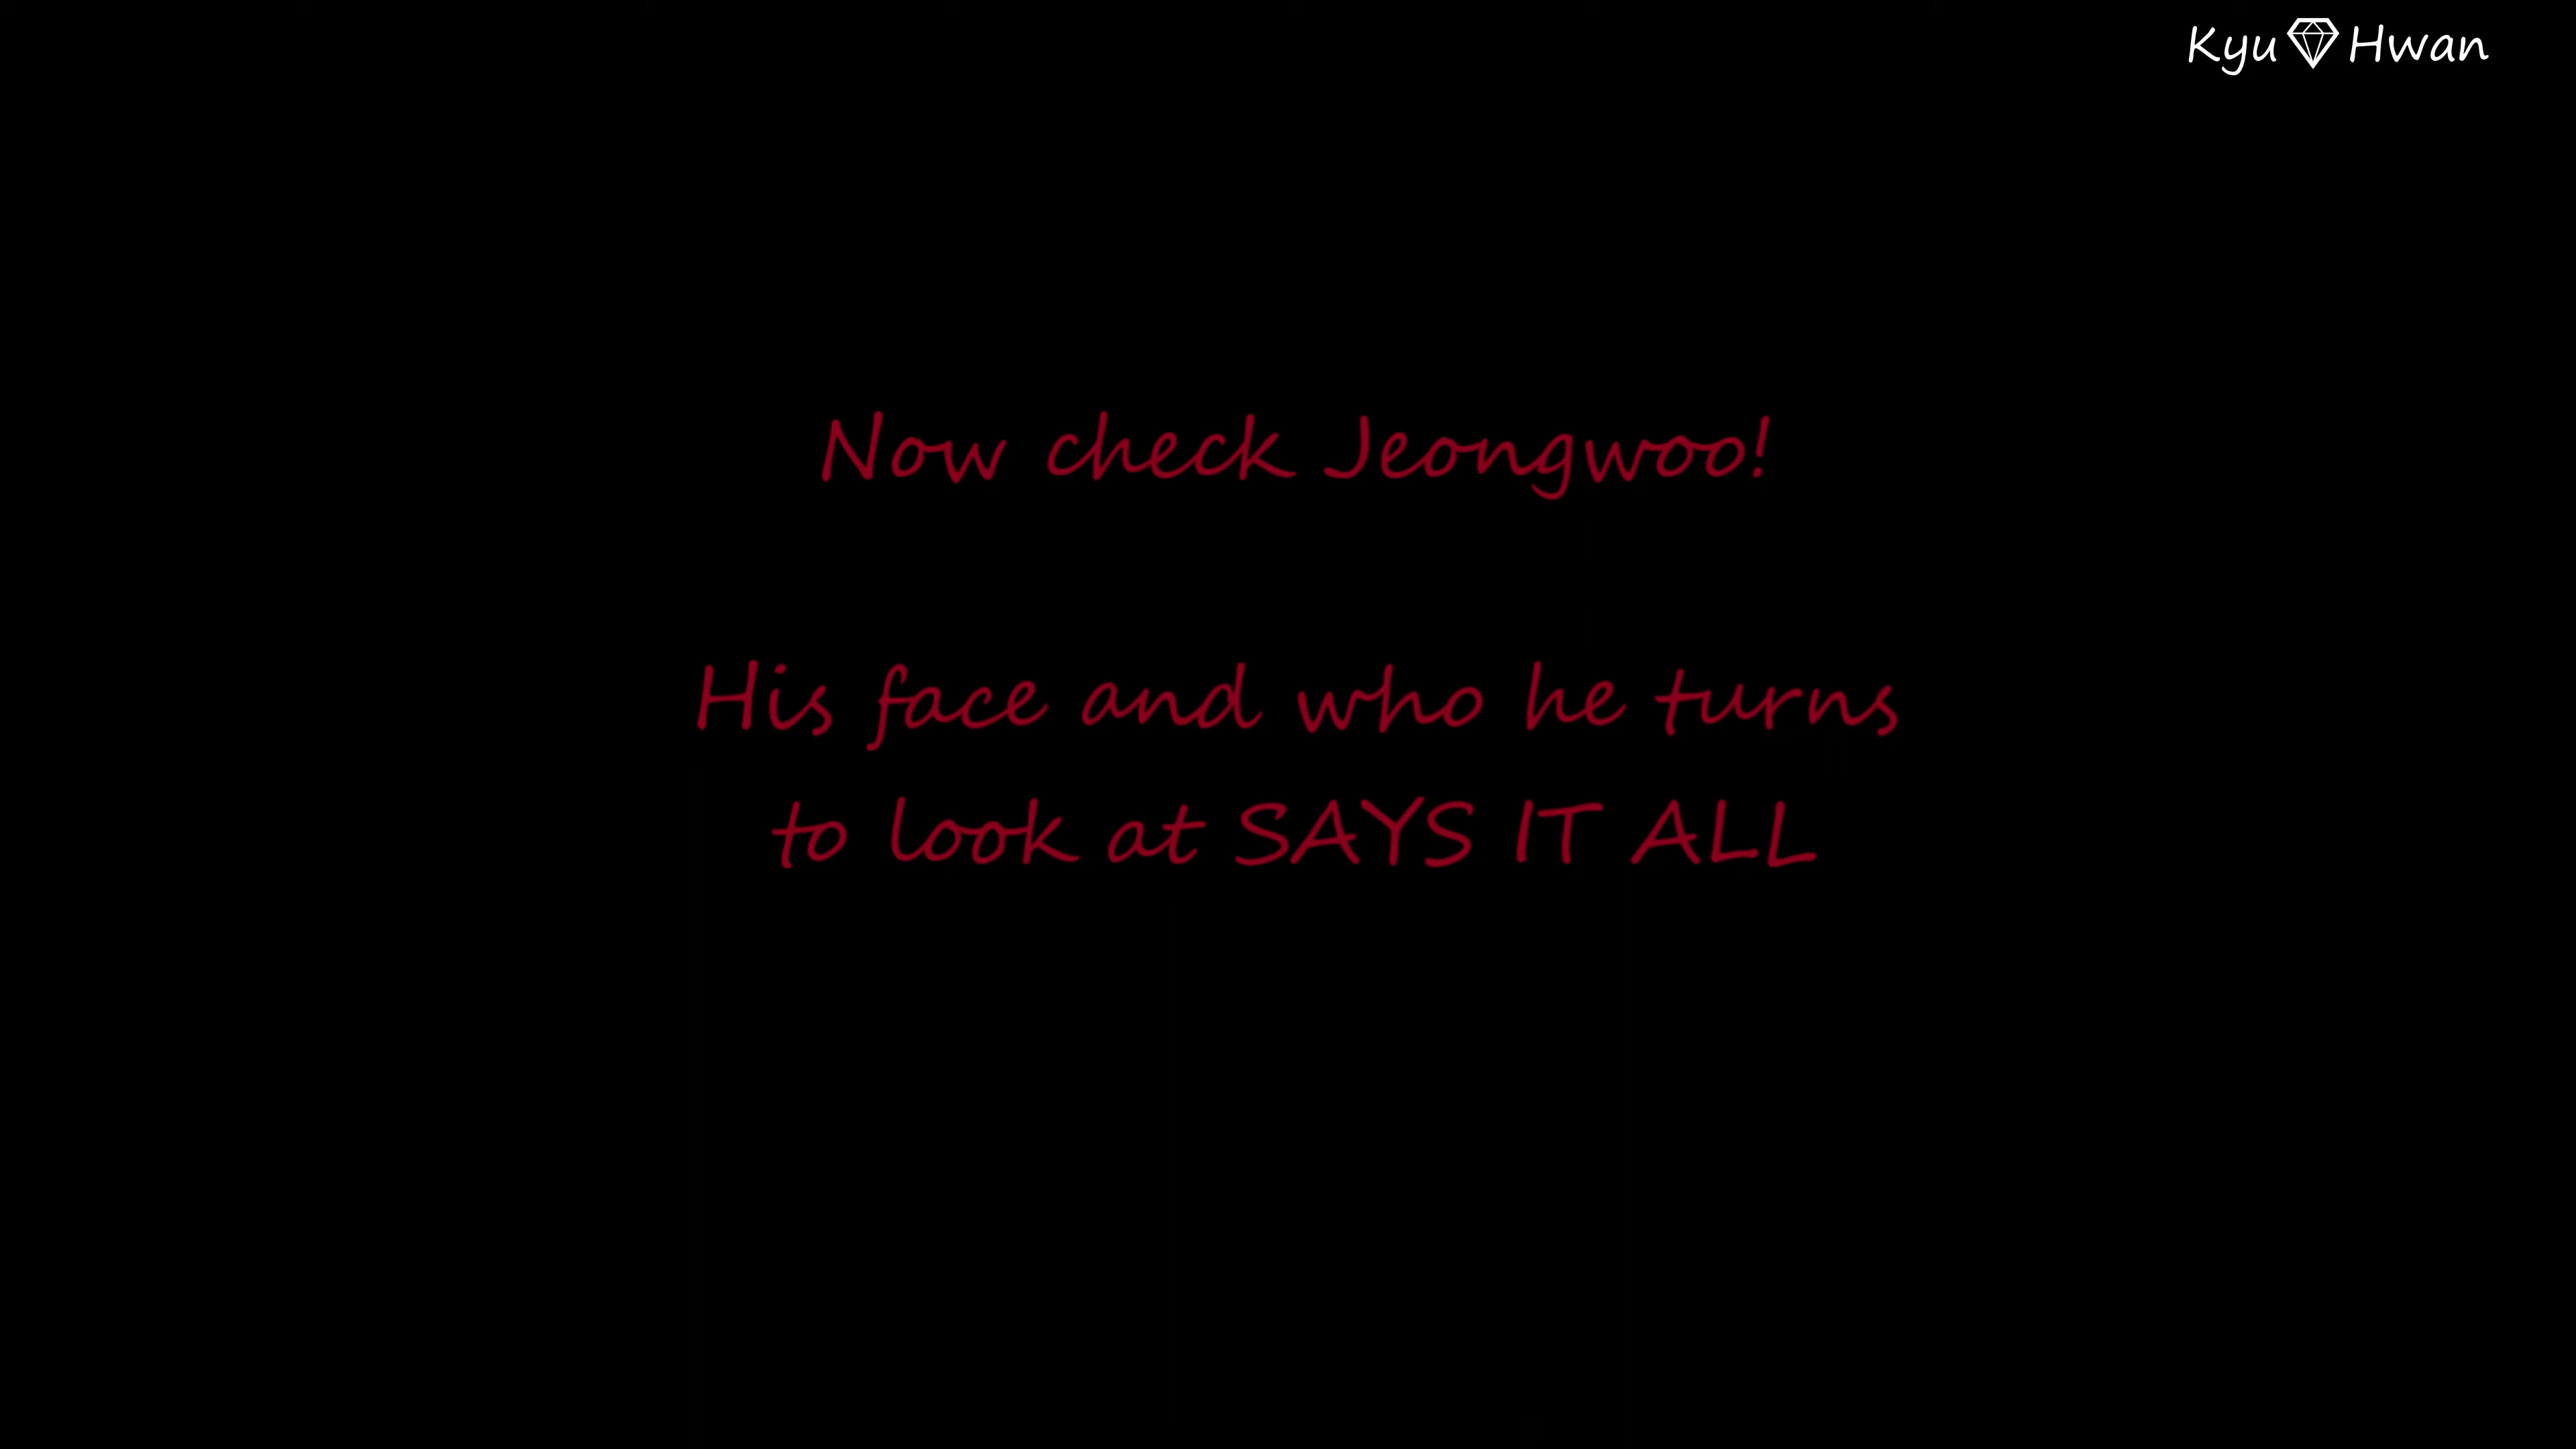 Kyu Hwan
Now check Jeongwoo!
His face and who he turns
to look at SAYS IT ALL